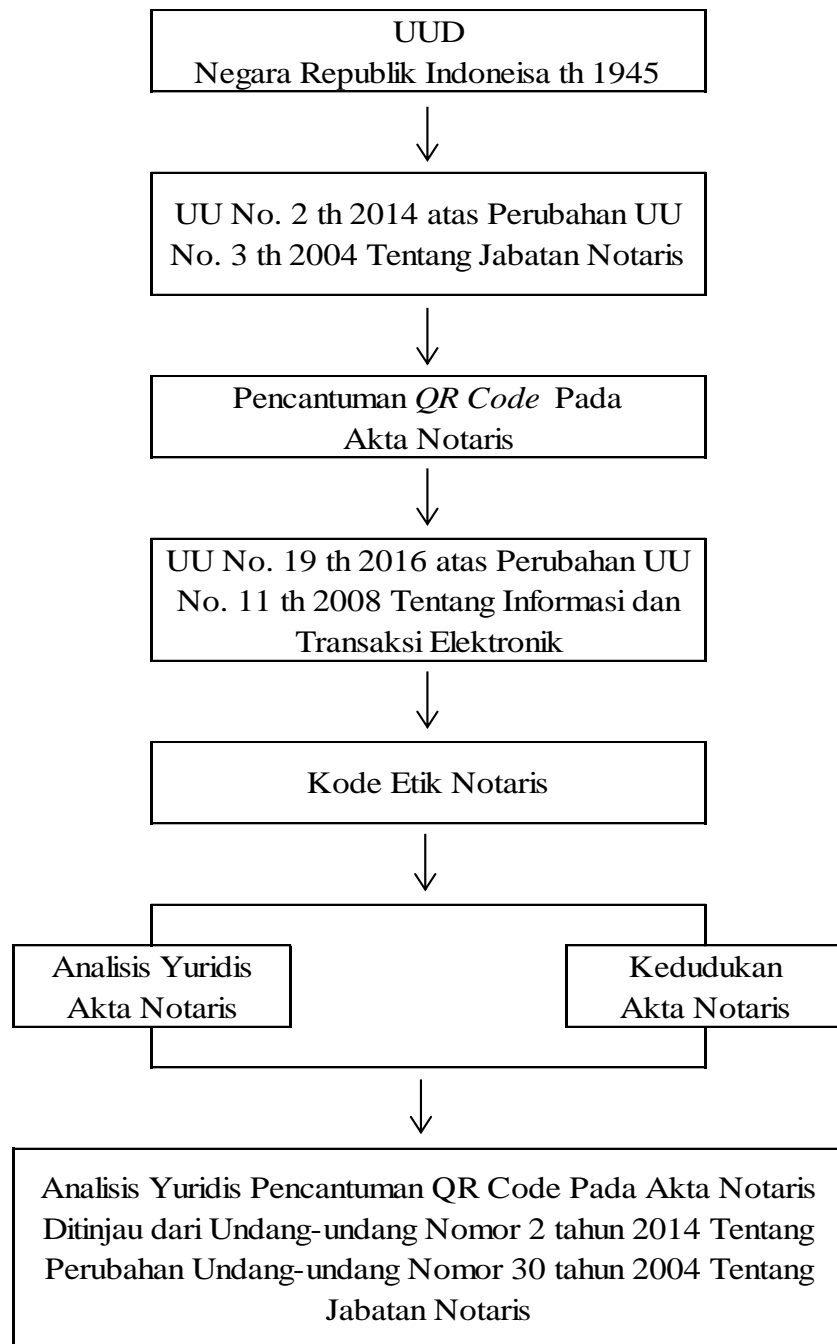 UUD
Negara Republik Indoneisa th 1945
UU No. 2 th 2014 atas Perubahan UU
No. 3 th 2004 Tentang Jabatan Notaris
Pencantuman QR Code Pada
Akta Notaris
UU No. 19 th 2016 atas Perubahan UU
No. 11 th 2008 Tentang Informasi dan
Transaksi Elektronik
Kode Etik Notaris
Analisis Yuridis
Akta Notaris
Kedudukan
Akta Notaris
Analisis Yuridis Pencantuman QR Code Pada Akta Notaris
Ditinjau dari Undang-undang Nomor 2 tahun 2014 Tentang
Perubahan Undang-undang Nomor 30 tahun 2004 Tentang
Jabatan Notaris